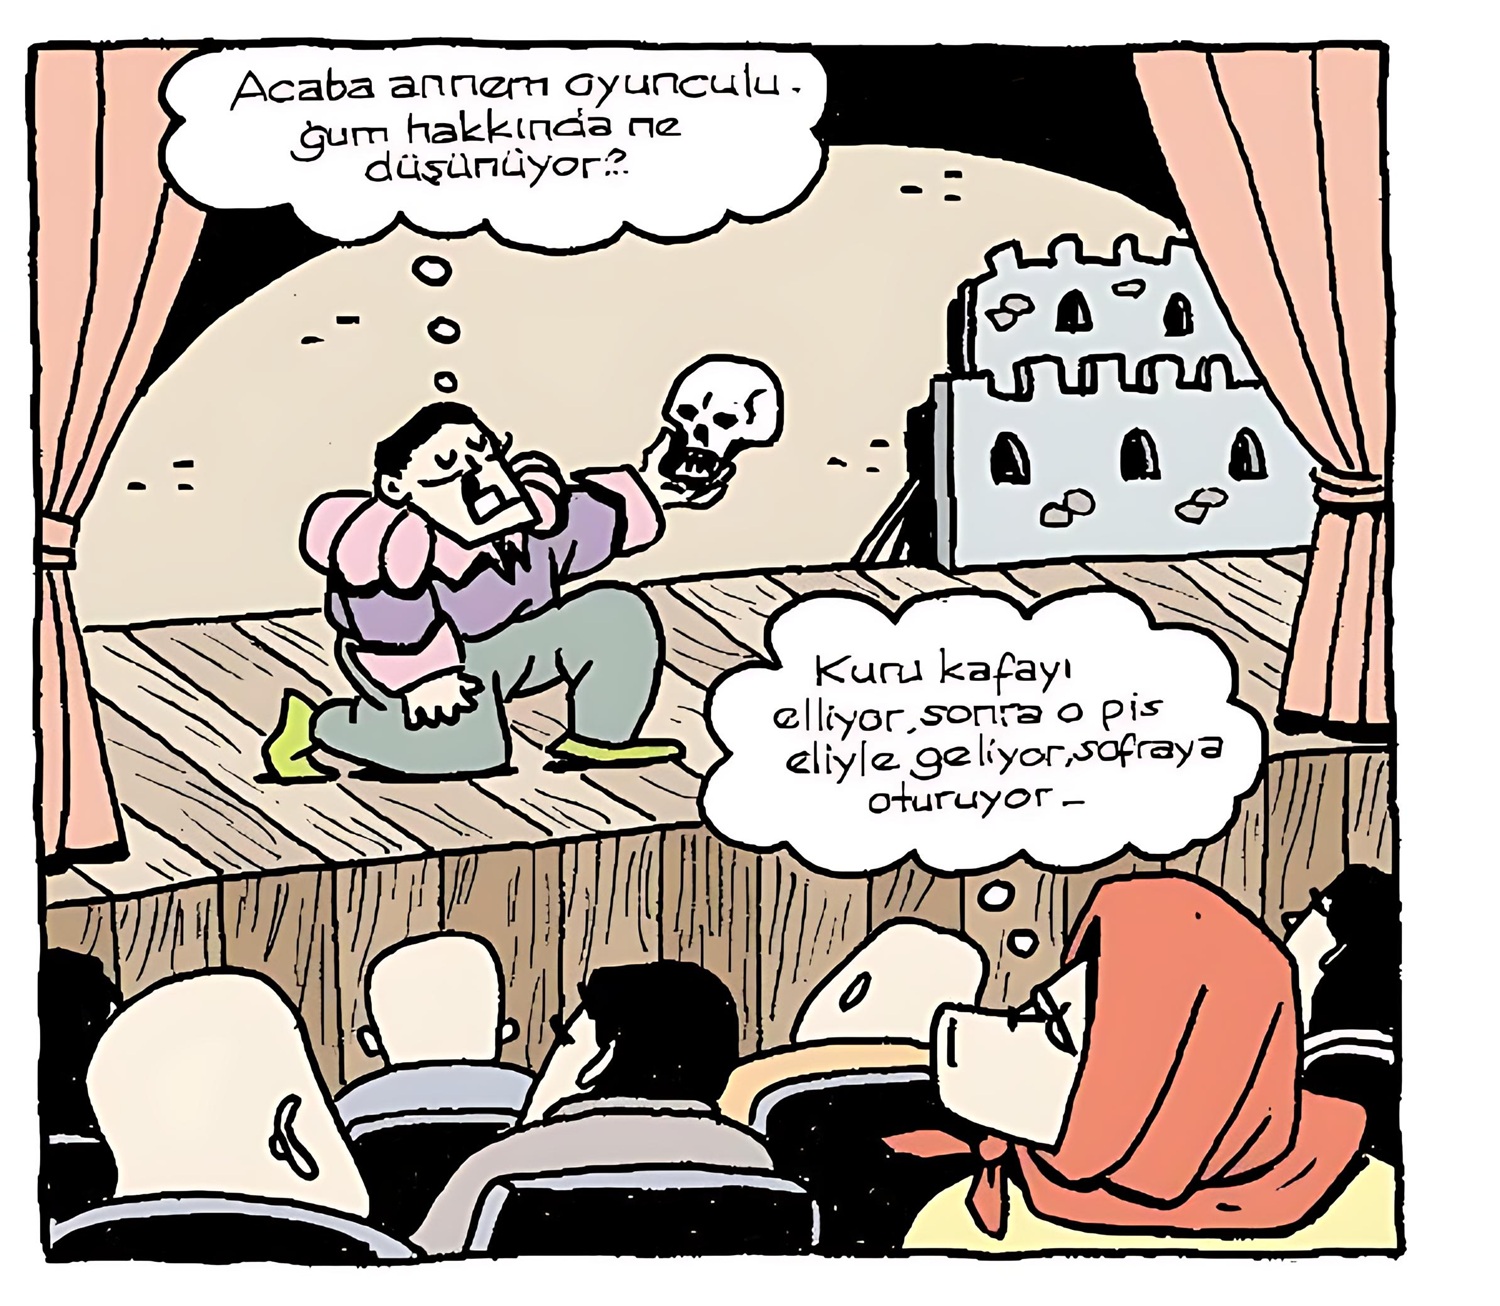 Acaba annem oyunculu-
ğum hakkında ne
düşünüyor?
Kuru kafayı
elliyor, sonra o pis
eliyle geliyor, sofraya
oturuyor -